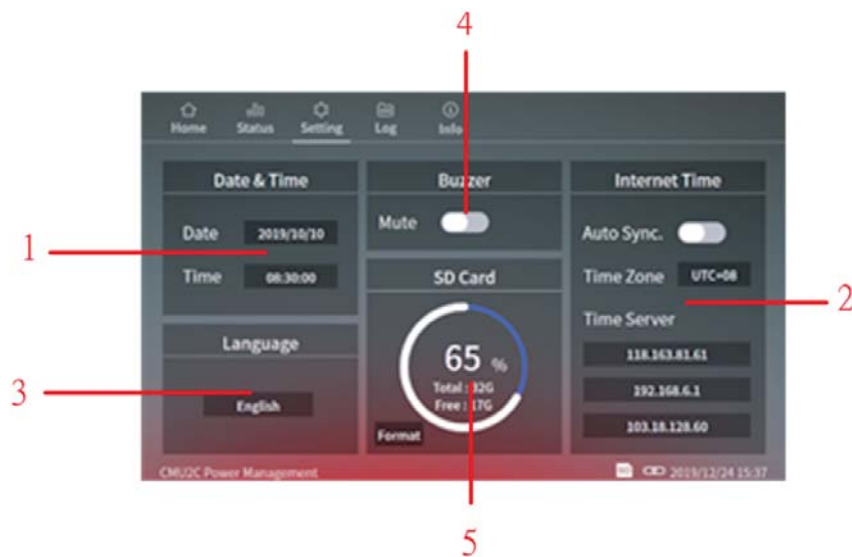 4
Home Status Setting Log Info
Date & Time
Date 2019/10/10
Time 08:30:00
1
Language
English
3
Buzzer
Mute
SD Card
65 %
Total : 32G
Free : 17G
Format
5
Internet Time
Auto Sync.
Time Zone UTC+08
2
Time Server
118.163.81.61
192.168.6.1
103.18.128.60
CMU2C Power Management 2019/12/24 15:37